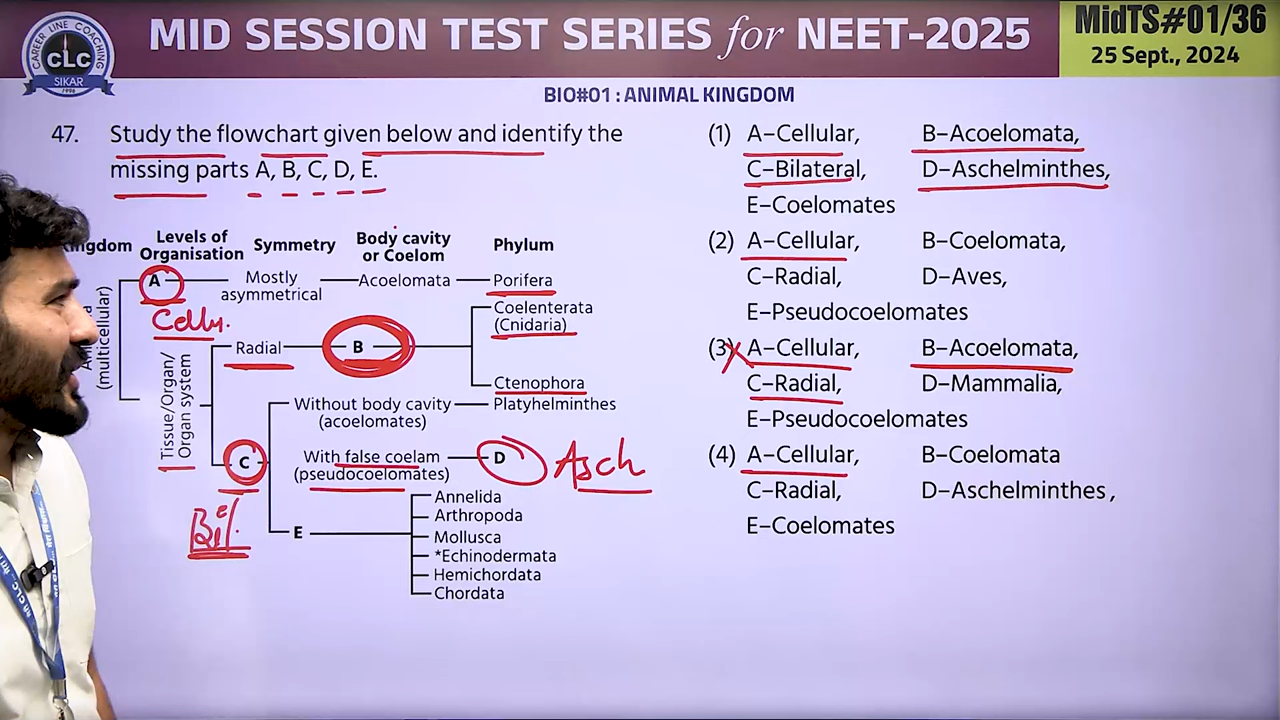 CAREER LINE COACHING
CLC
SIKAR
1996
MID SESSION TEST SERIES for NEET-2025
MidTS#01/36
25 Sept., 2024
BIO#01 : ANIMAL KINGDOM
47. Study the flowchart given below and identify the
missing parts A, B, C, D, E.
ingdom
Levels of
Organisation
Symmetry
Body cavity
or Coelom
Phylum
(multicellular)
A
Mostly
asymmetrical
Acoelomata
Porifera
Cellu.
Tissue/Organ/
Organ system
Radial
B
Coelenterata
(Cnidaria)
Ctenophora
C
Bil.
Without body cavity
(acoelomates)
Platyhelminthes
With false coelam
(pseudocoelomates)
D
Asch
E
Annelida
Arthropoda
Mollusca
*Echinodermata
Hemichordata
Chordata
(1) A–Cellular, B–Acoelomata,
C–Bilateral, D–Aschelminthes,
E–Coelomates
(2) A–Cellular, B–Coelomata,
C–Radial, D–Aves,
E–Pseudocoelomates
(3) A–Cellular, B–Acoelomata,
C–Radial, D–Mammalia,
E–Pseudocoelomates
(4) A–Cellular, B–Coelomata
C–Radial, D–Aschelminthes,
E–Coelomates
CLC